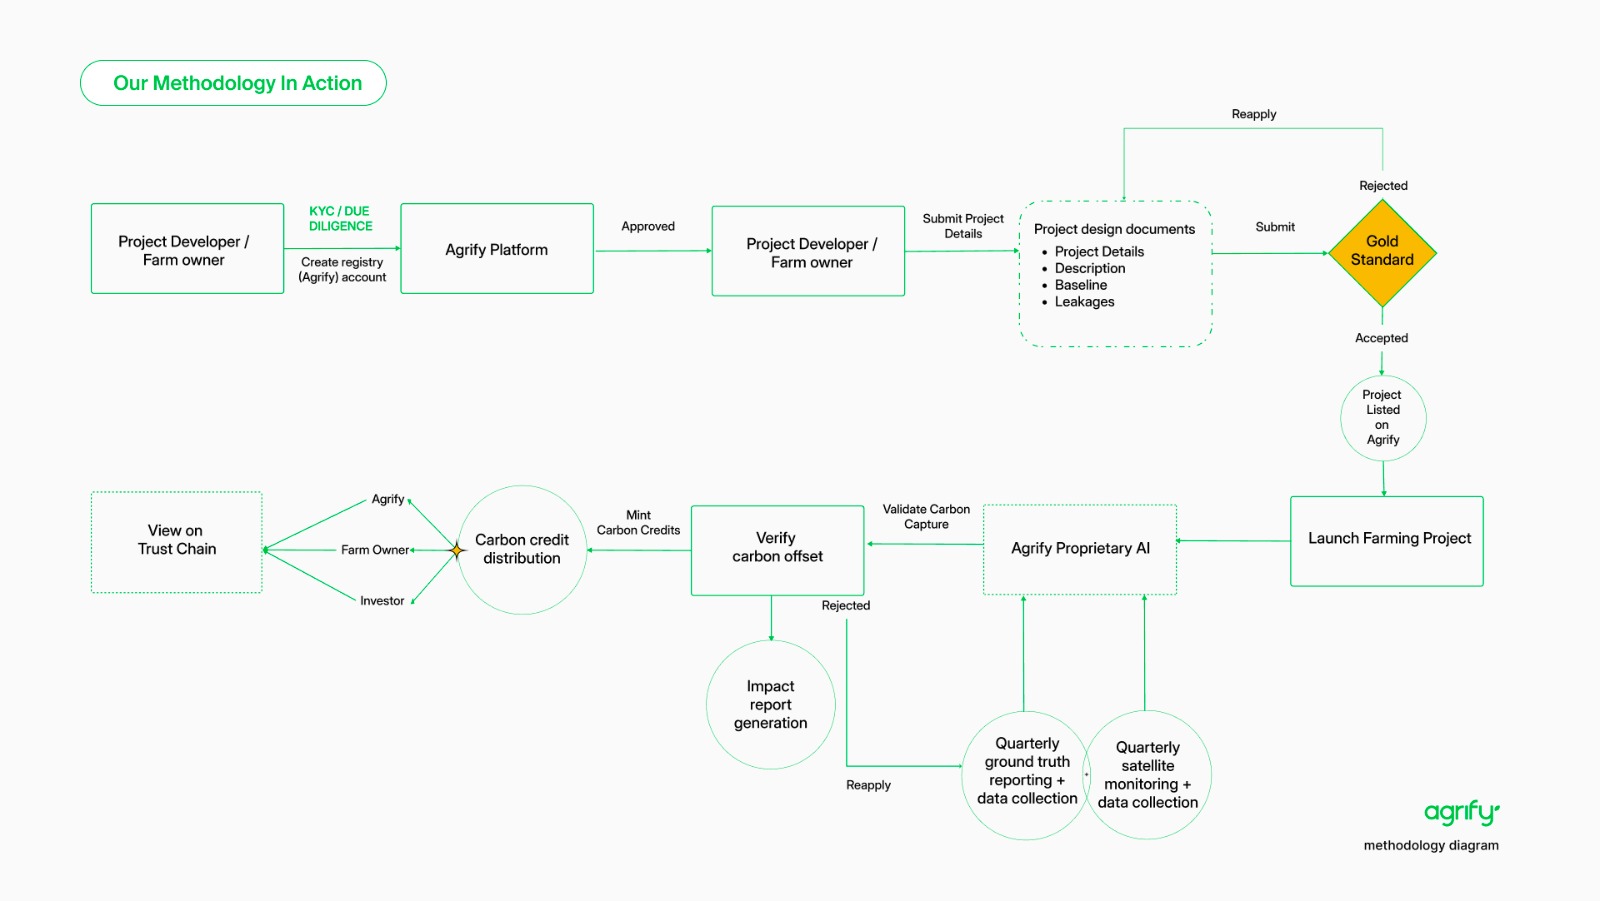 Our Methodology In Action
Reapply
Rejected
Project Developer /
Farm owner
KYC / DUE
DILIGENCE
Create registry
(Agrify) account
Agrify Platform
Approved
Project Developer /
Farm owner
Submit Project
Details
Project design documents
• Project Details
• Description
• Baseline
• Leakages
Submit
Gold
Standard
Accepted
Project
Listed
on
Agrify
Launch Farming Project
Agrify Proprietary AI
Validate Carbon
Capture
Verify
carbon offset
Mint
Carbon Credits
Carbon credit
distribution
Agrify
Farm Owner
Investor
View on
Trust Chain
Rejected
Impact
report
generation
Reapply
Quarterly
ground truth
reporting +
data collection
+
Quarterly
satellite
monitoring +
data collection
agrify
methodology diagram